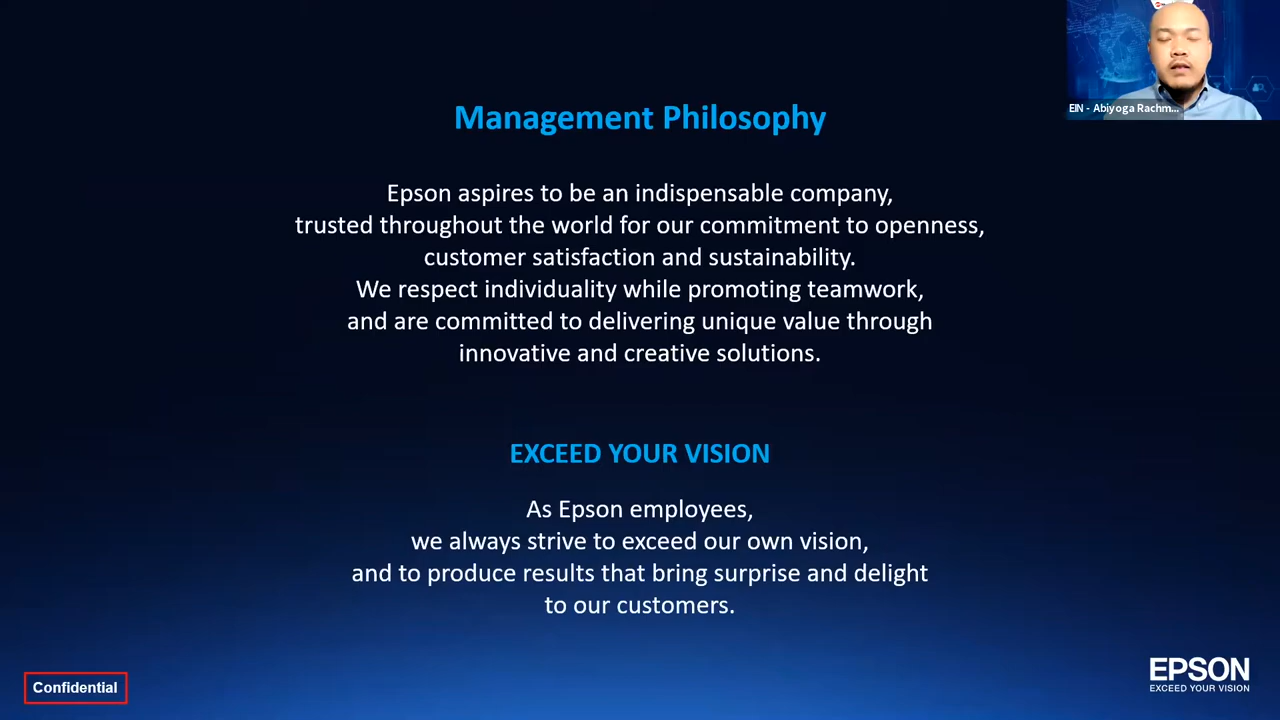 EIN - Abiyoga Rachm...
Management Philosophy
Epson aspires to be an indispensable company,
trusted throughout the world for our commitment to openness,
customer satisfaction and sustainability.
We respect individuality while promoting teamwork,
and are committed to delivering unique value through
innovative and creative solutions.
EXCEED YOUR VISION
As Epson employees,
we always strive to exceed our own vision,
and to produce results that bring surprise and delight
to our customers.
Confidential
EPSON
EXCEED YOUR VISION